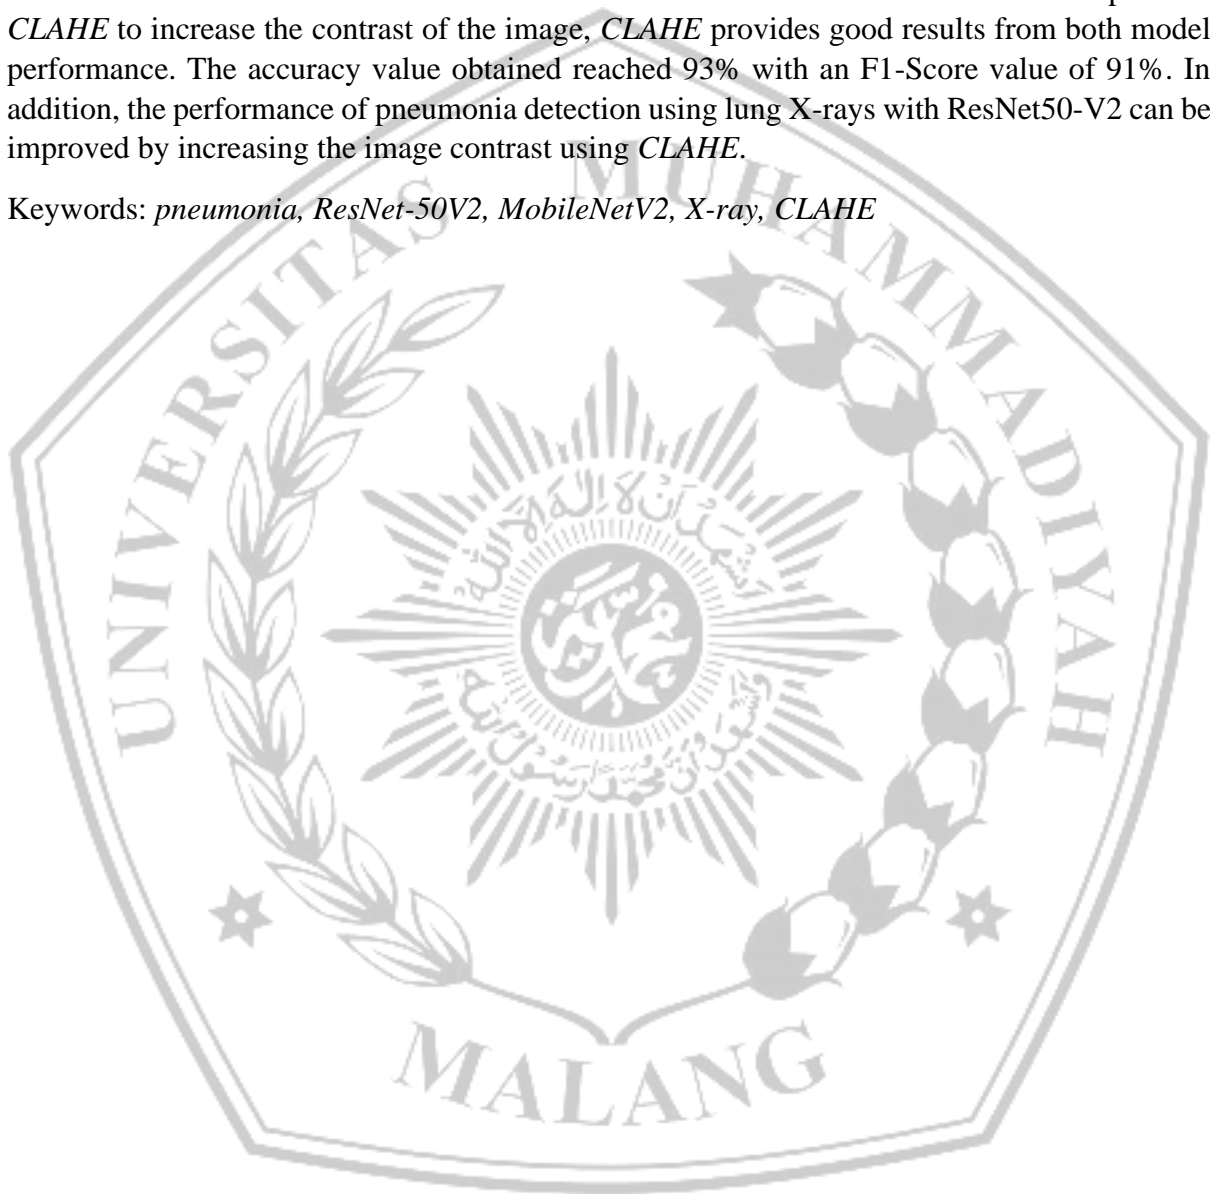 CLAHE to increase the contrast of the image, CLAHE provides good results from both model
performance. The accuracy value obtained reached 93% with an F1-Score value of 91%. In
addition, the performance of pneumonia detection using lung X-rays with ResNet50-V2 can be
improved by increasing the image contrast using CLAHE.
Keywords: pneumonia, ResNet-50V2, MobileNetV2, X-ray, CLAHE
UNIVERSITAS MUHAMMADIYAH
MALANG